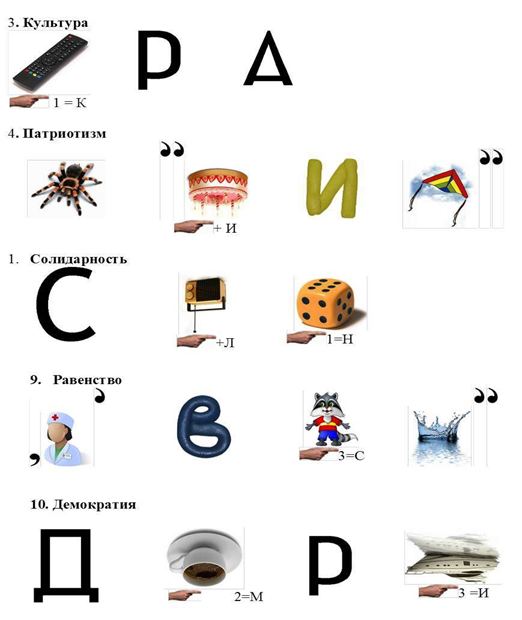 3. Культура
Р А
1 = К
4. Патриотизм
,, И ,,
+ И
1. Солидарность
С
+Л 1=Н
9. Равенство
, В ,,
, 3=С
10. Демократия
Д Р
2=М 3 =И